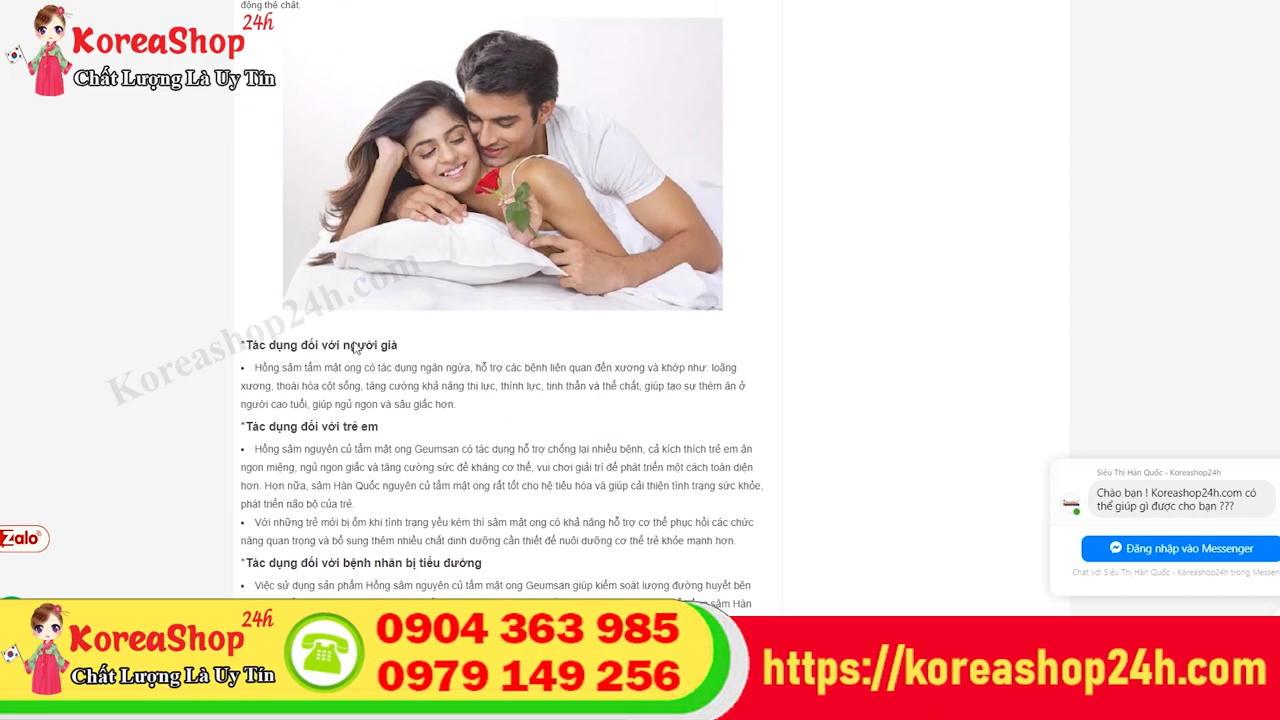 động thể chất.
24h
KoreaShop
Chất Lượng Là Uy Tín
Koreashop24h.com
*Tác dụng đối với người già
• Hồng sâm tẩm mật ong có tác dụng ngăn ngừa, hỗ trợ các bệnh liên quan đến xương và khớp như: loãng
xương, thoái hóa cột sống, tăng cường khả năng thị lực, thính lực, tinh thần và thể chất, giúp tạo sự thèm ăn ở
người cao tuổi, giúp ngủ ngon và sâu giấc hơn.
*Tác dụng đối với trẻ em
• Hồng sâm nguyên củ tẩm mật ong Geumsan có tác dụng hỗ trợ chống lại nhiều bệnh, cả kích thích trẻ em ăn
ngon miệng, ngủ ngon giấc và tăng cường sức đề kháng cơ thể, vui chơi giải trí để phát triển một cách toàn diện
hơn. Hơn nữa, sâm Hàn Quốc nguyên củ tẩm mật ong rất tốt cho hệ tiêu hóa và giúp cải thiện tình trạng sức khỏe,
phát triển não bộ của trẻ.
• Với những trẻ mới bị ốm khi tình trạng yếu kém thì sâm mật ong có khả năng hỗ trợ cơ thể phục hồi các chức
năng quan trọng và bổ sung thêm nhiều chất dinh dưỡng cần thiết để nuôi dưỡng cơ thể trẻ khỏe mạnh hơn.
*Tác dụng đối với bệnh nhân bị tiểu đường
• Việc sử dụng sản phẩm Hồng sâm nguyên củ tẩm mật ong Geumsan giúp kiểm soát lượng đường huyết bên
sâm Hàn
Zalo
Siêu Thị Hàn Quốc - Koreashop24h
Chào bạn ! Koreashop24h.com có
thể giúp gì được cho bạn ???
Đăng nhập vào Messenger
Chat với Siêu Thị Hàn Quốc - Koreashop24h trong Messen
24h
KoreaShop
Chất Lượng Là Uy Tín
0904 363 985
0979 149 256
https://koreashop24h.com